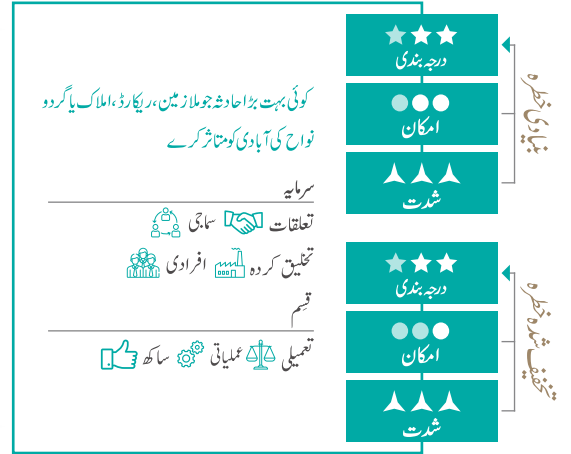 کوئی بہت بڑا حادثہ جو ملازمین، ریکارڈ، املاک یا گردو
نواح کی آبادی کو متاثر کرے
سرمایہ
تعلقات سماجی
تخلیق کردہ افرادی
قسِم
تعمیلی عملیاتی ساکھ
بنیادی خطرہ
درجہ بندی
امکان
شدت
تخفیف شدہ خطرہ
درجہ بندی
امکان
شدت